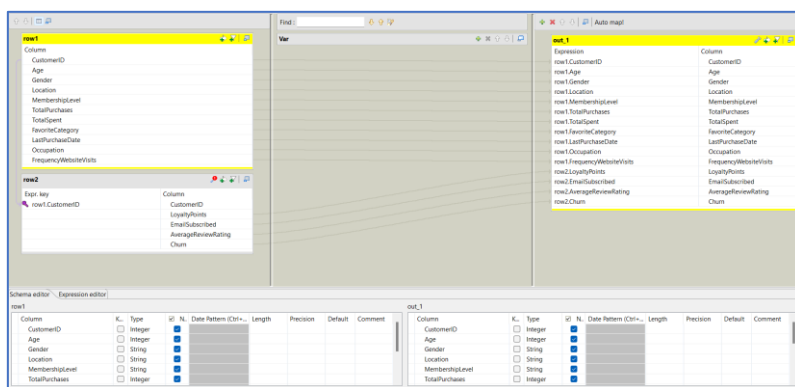 Find :
Auto map!
row1
Column
CustomerID
Age
Gender
Location
MembershipLevel
TotalPurchases
TotalSpent
FavoriteCategory
LastPurchaseDate
Occupation
FrequencyWebsiteVisits
row2
Expr. key Column
row1.CustomerID CustomerID
LoyaltyPoints
EmailSubscribed
AverageReviewRating
Churn
Var
out_1
Expression Column
row1.CustomerID CustomerID
row1.Age Age
row1.Gender Gender
row1.Location Location
row1.MembershipLevel MembershipLevel
row1.TotalPurchases TotalPurchases
row1.TotalSpent TotalSpent
row1.FavoriteCategory FavoriteCategory
row1.LastPurchaseDate LastPurchaseDate
row1.Occupation Occupation
row1.FrequencyWebsiteVisits FrequencyWebsiteVisits
row2.LoyaltyPoints LoyaltyPoints
row2.EmailSubscribed EmailSubscribed
row2.AverageReviewRating AverageReviewRating
row2.Churn Churn
Schema editor Expression editor
row1
Column K... Type N.. Date Pattern (Ctrl+... Length Precision Default Comment
CustomerID Integer
Age Integer
Gender String
Location String
MembershipLevel String
TotalPurchases Integer
out_1
Column K... Type N.. Date Pattern (Ctrl+... Length Precision Default Comment
CustomerID Integer
Age Integer
Gender String
Location String
MembershipLevel String
TotalPurchases Integer